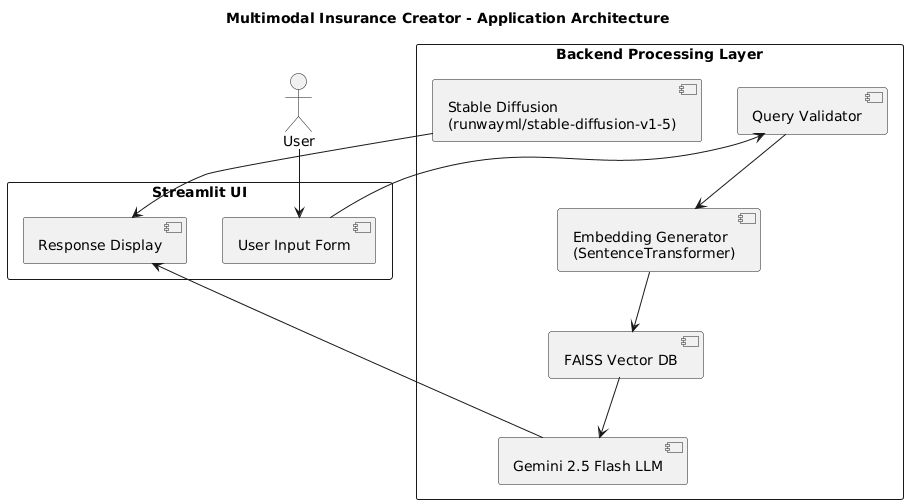 Multimodal Insurance Creator - Application Architecture
Backend Processing Layer
Stable Diffusion
(runwayml/stable-diffusion-v1-5)
Query Validator
User
Streamlit UI
Response Display
User Input Form
Embedding Generator
(SentenceTransformer)
FAISS Vector DB
Gemini 2.5 Flash LLM